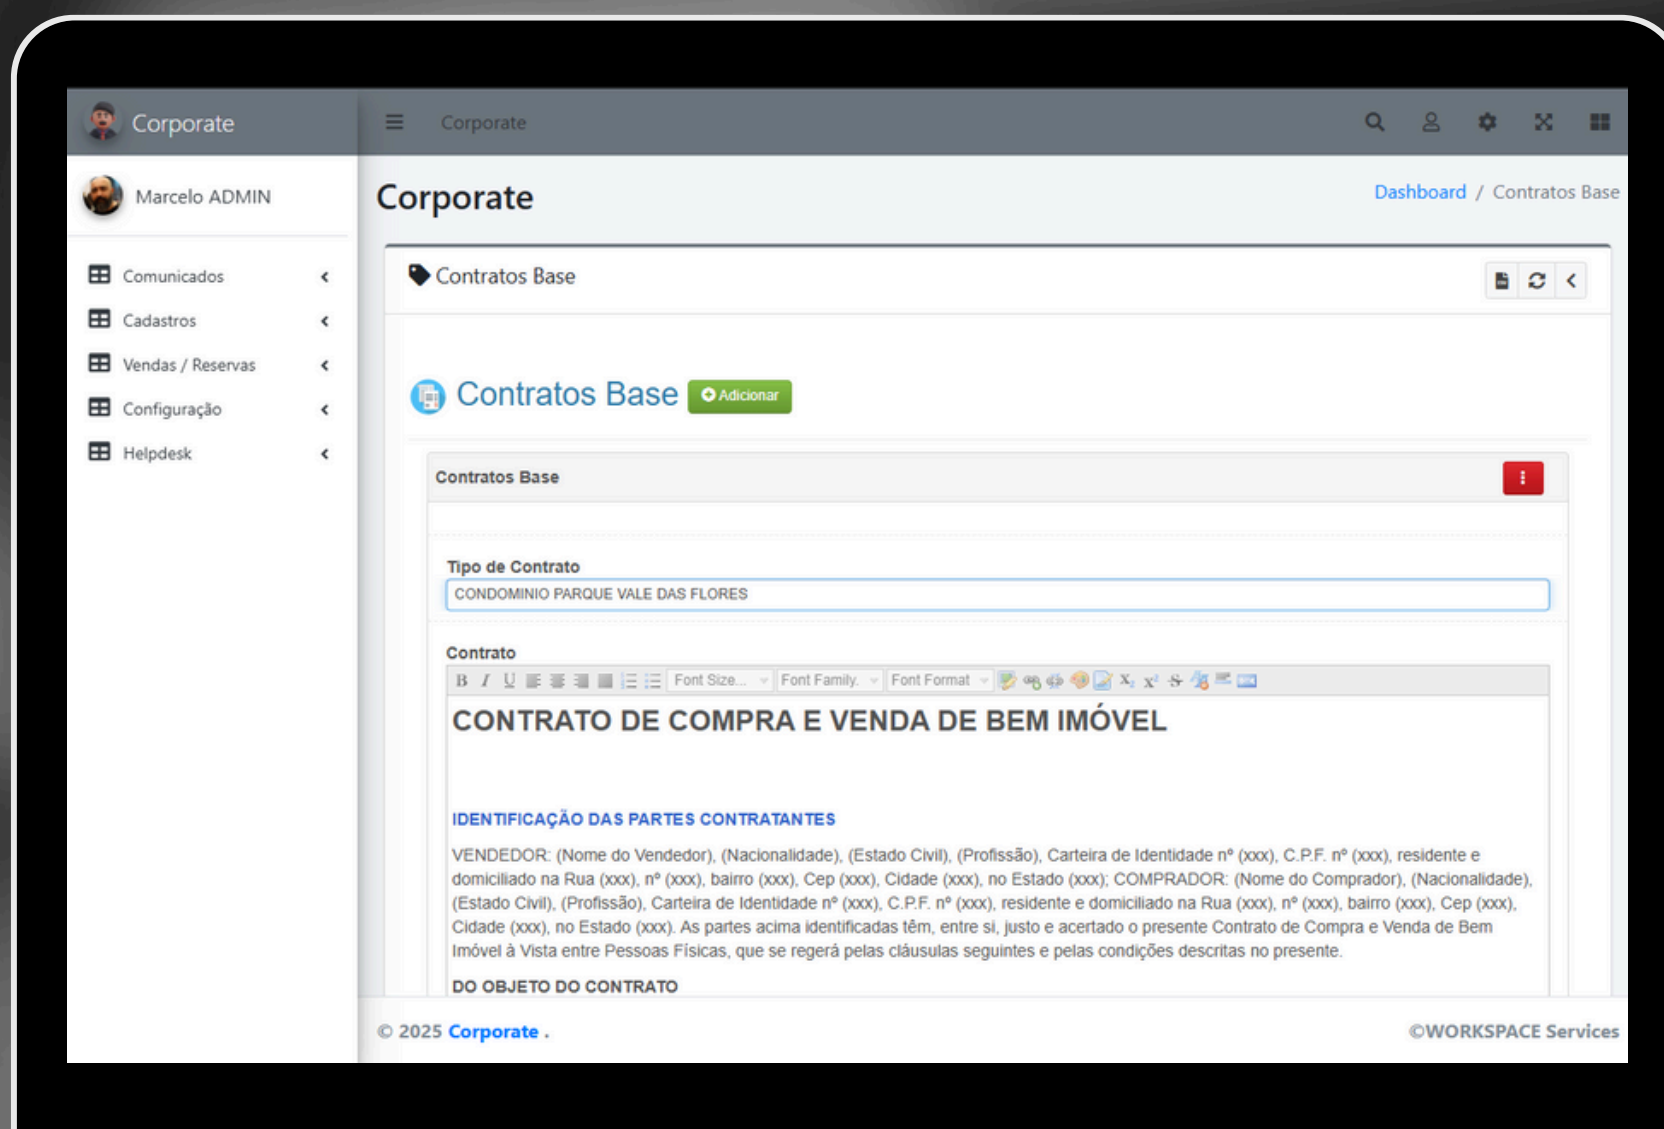 Corporate
Corporate
Marcelo ADMIN
Comunicados
Cadastros
Vendas / Reservas
Configuração
Helpdesk
Corporate
Dashboard / Contratos Base
Contratos Base
Contratos Base Adicionar
Contratos Base
Tipo de Contrato
CONDOMINIO PARQUE VALE DAS FLORES
Contrato
B I U Font Size... Font Family. Font Format X₂ X² S
CONTRATO DE COMPRA E VENDA DE BEM IMÓVEL
IDENTIFICAÇÃO DAS PARTES CONTRATANTES
VENDEDOR: (Nome do Vendedor), (Nacionalidade), (Estado Civil), (Profissão), Carteira de Identidade nº (xxx), C.P.F. nº (xxx), residente e
domiciliado na Rua (xxx), nº (xxx), bairro (xxx), Cep (xxx), Cidade (xxx), no Estado (xxx); COMPRADOR: (Nome do Comprador), (Nacionalidade),
(Estado Civil), (Profissão), Carteira de Identidade nº (xxx), C.P.F. nº (xxx), residente e domiciliado na Rua (xxx), nº (xxx), bairro (xxx), Cep (xxx),
Cidade (xxx), no Estado (xxx). As partes acima identificadas têm, entre si, justo e acertado o presente Contrato de Compra e Venda de Bem
Imóvel à Vista entre Pessoas Físicas, que se regerá pelas cláusulas seguintes e pelas condições descritas no presente.
DO OBJETO DO CONTRATO
© 2025 Corporate .
©WORKSPACE Services